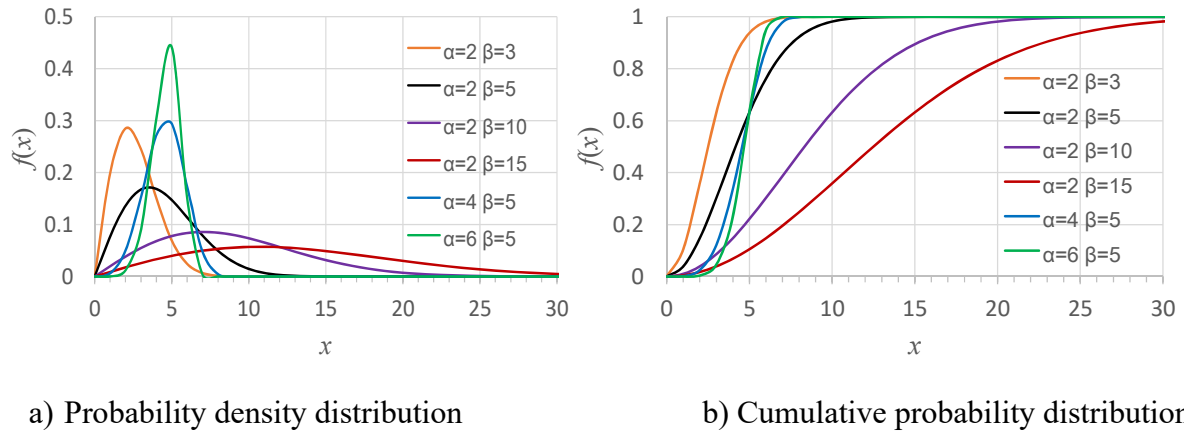 0.5
0.4
0.3
0.2
0.1
0
f(x)
α=2 β=3
α=2 β=5
α=2 β=10
α=2 β=15
α=4 β=5
α=6 β=5
0 5 10 15 20 25 30
x
1
0.8
0.6
0.4
0.2
0
f(x)
α=2 β=3
α=2 β=5
α=2 β=10
α=2 β=15
α=4 β=5
α=6 β=5
0 5 10 15 20 25 30
x
a) Probability density distribution
b) Cumulative probability distribution